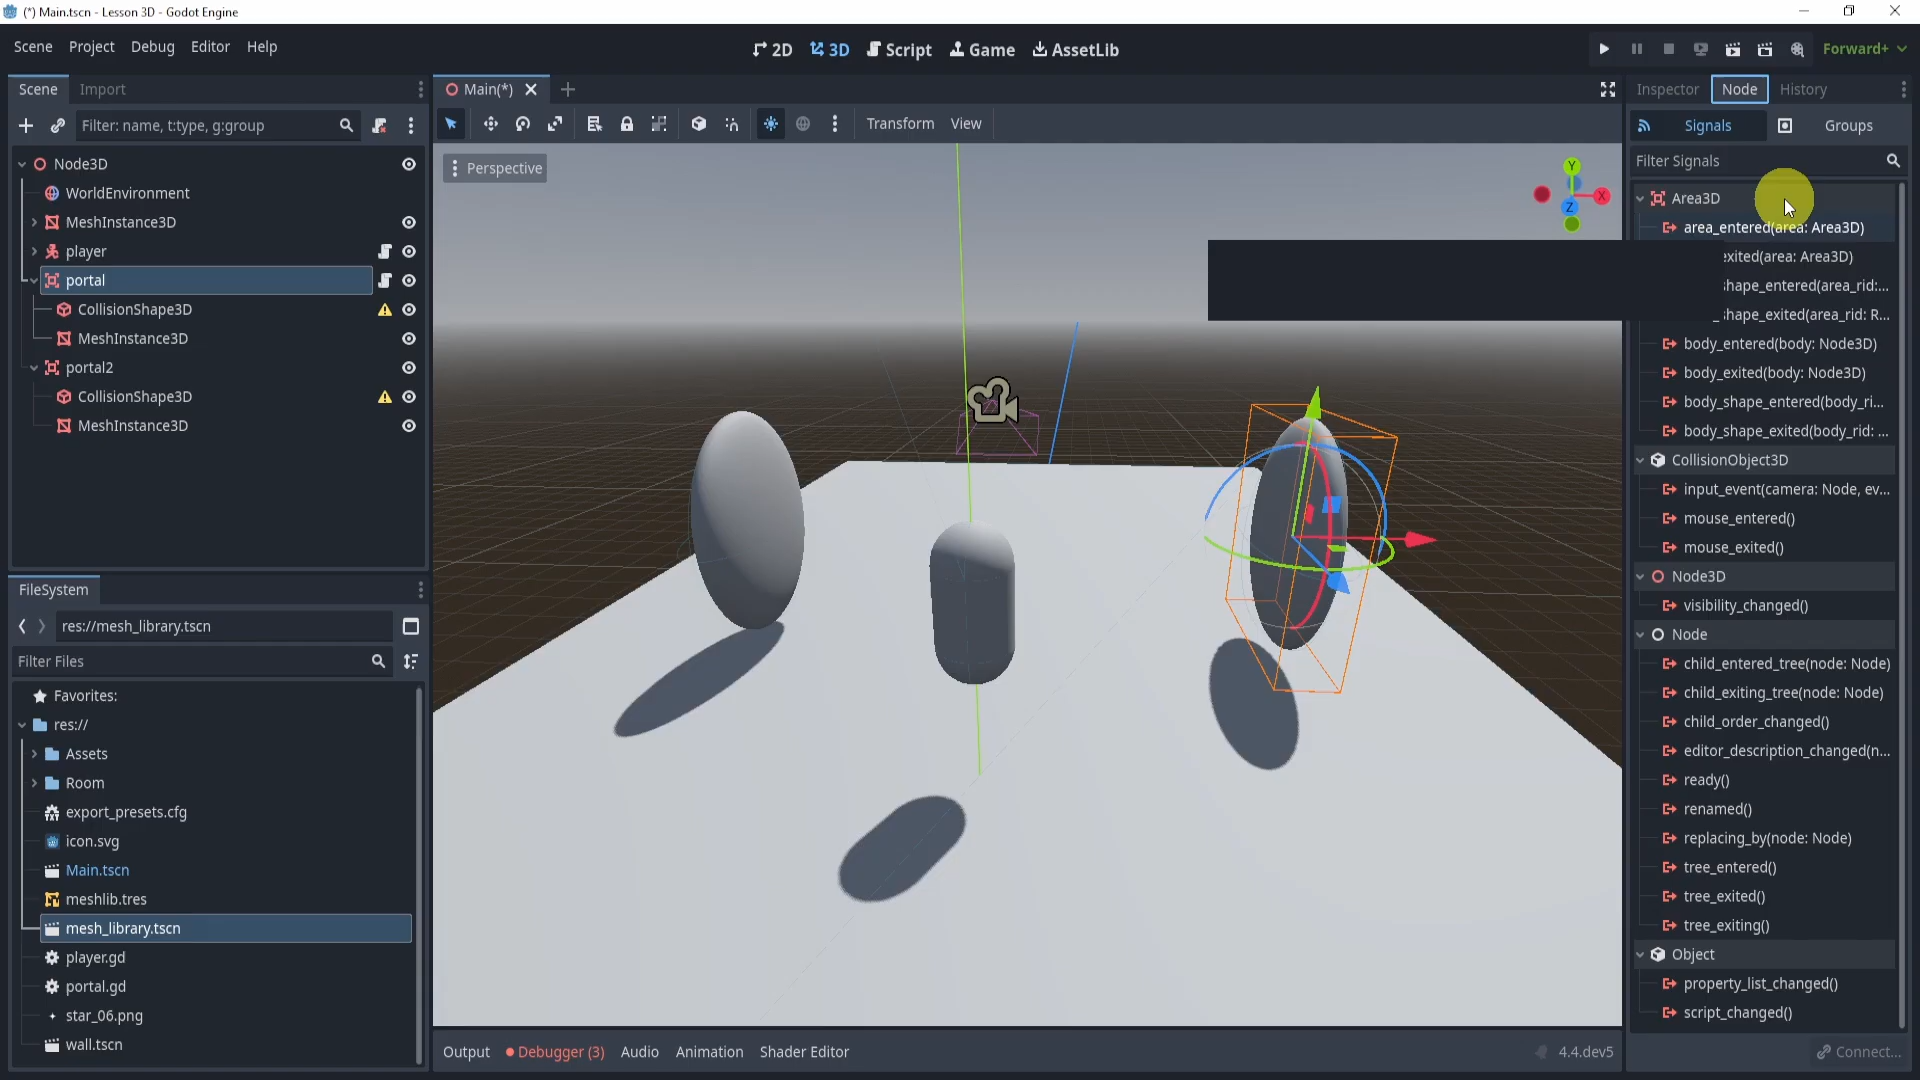 (*) Main.tscn - Lesson 3D - Godot Engine
Scene Project Debug Editor Help
2D 3D Script Game AssetLib
Forward+
Scene Import
Filter: name, t:type, g:group
Node3D
WorldEnvironment
MeshInstance3D
player
portal
CollisionShape3D
MeshInstance3D
portal2
CollisionShape3D
MeshInstance3D
FileSystem
res://mesh_library.tscn
Filter Files
Favorites:
res://
Assets
Room
export_presets.cfg
icon.svg
Main.tscn
meshlib.tres
mesh_library.tscn
player.gd
portal.gd
star_06.png
wall.tscn
Main(*)
Transform View
Perspective
Y
X
Z
Output Debugger (3) Audio Animation Shader Editor
4.4.dev5
Inspector Node History
Signals Groups
Filter Signals
Area3D
area_entered(area: Area3D)
exited(area: Area3D)
shape_entered(area_rid:...
_shape_exited(area_rid: R...
body_entered(body: Node3D)
body_exited(body: Node3D)
body_shape_entered(body_ri...
body_shape_exited(body_rid: ...
CollisionObject3D
input_event(camera: Node, ev...
mouse_entered()
mouse_exited()
Node3D
visibility_changed()
Node
child_entered_tree(node: Node)
child_exiting_tree(node: Node)
child_order_changed()
editor_description_changed(n...
ready()
renamed()
replacing_by(node: Node)
tree_entered()
tree_exited()
tree_exiting()
Object
property_list_changed()
script_changed()
Connect...